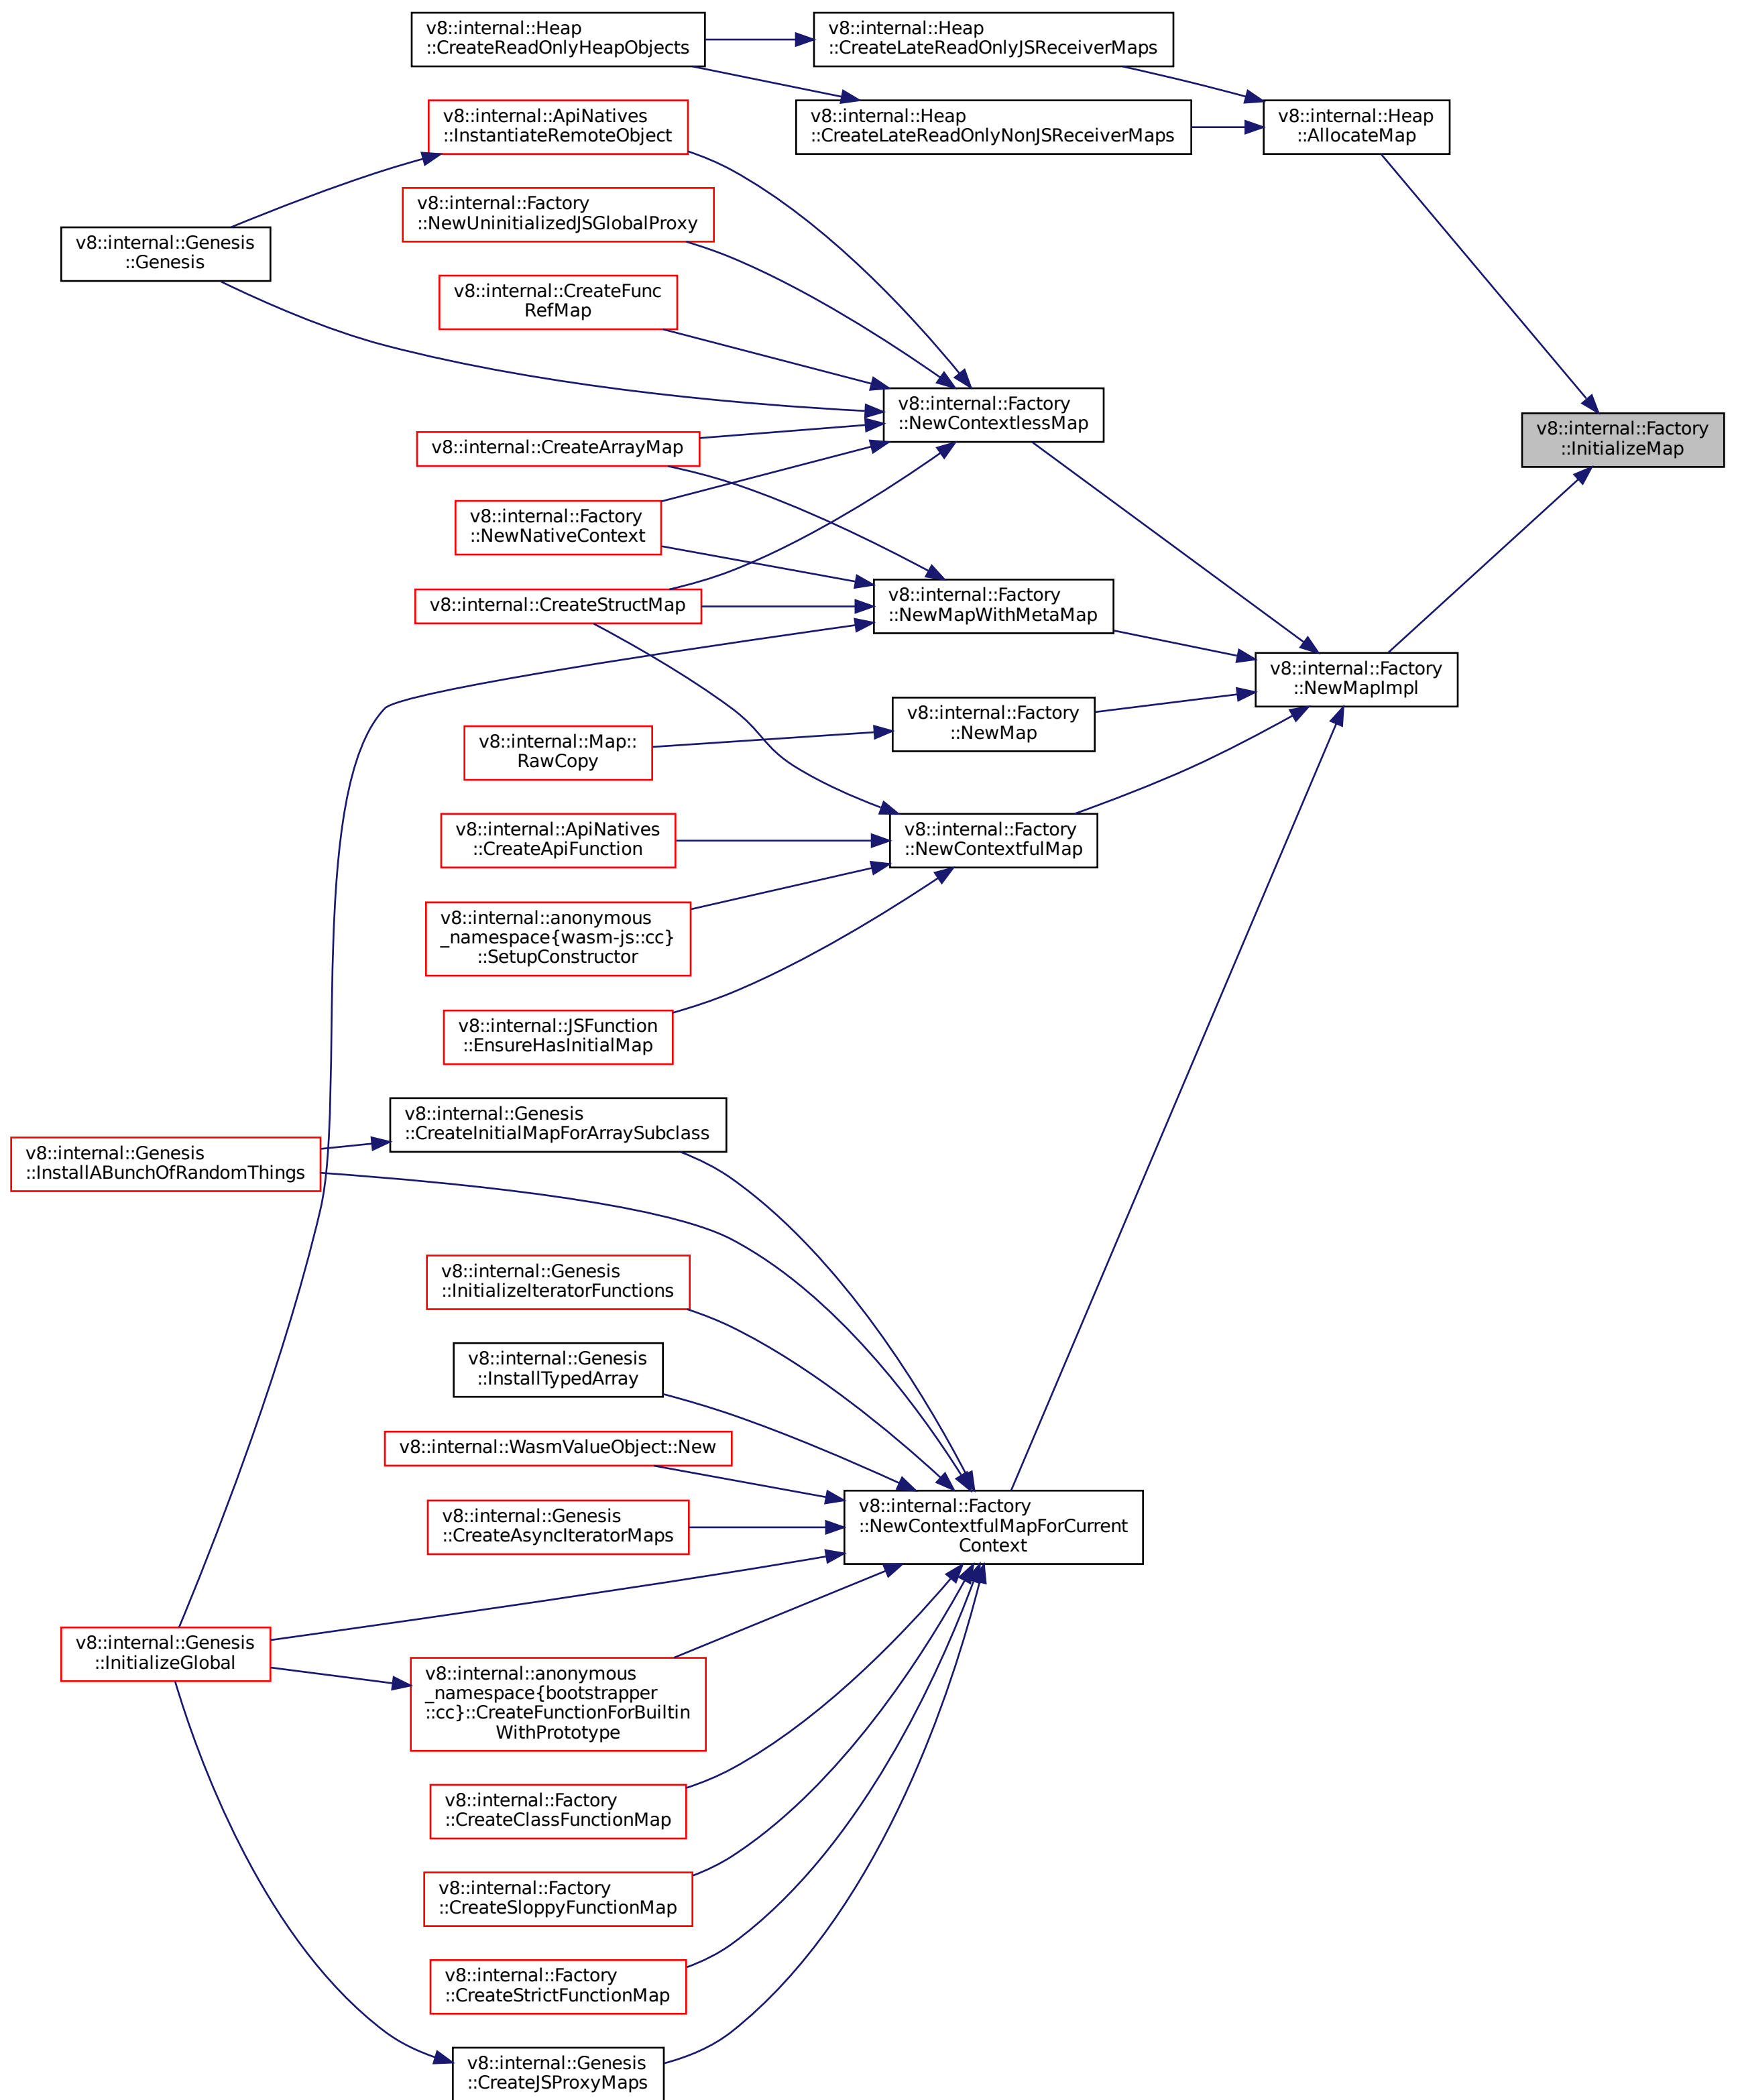 v8::internal::Heap
::CreateReadOnlyHeapObjects
v8::internal::Heap
::CreateLateReadOnlyJSReceiverMaps
v8::internal::ApiNatives
::InstantiateRemoteObject
v8::internal::Heap
::CreateLateReadOnlyNonJSReceiverMaps
v8::internal::Heap
::AllocateMap
v8::internal::Factory
::NewUninitializedJSGlobalProxy
v8::internal::Genesis
::Genesis
v8::internal::CreateFunc
RefMap
v8::internal::Factory
::NewContextlessMap
v8::internal::Factory
::InitializeMap
v8::internal::CreateArrayMap
v8::internal::Factory
::NewNativeContext
v8::internal::CreateStructMap
v8::internal::Factory
::NewMapWithMetaMap
v8::internal::Factory
::NewMapImpl
v8::internal::Factory
::NewMap
v8::internal::Map::
RawCopy
v8::internal::ApiNatives
::CreateApiFunction
v8::internal::Factory
::NewContextfulMap
v8::internal::anonymous
_namespace{wasm-js::cc}
::SetupConstructor
v8::internal::JSFunction
::EnsureHasInitialMap
v8::internal::Genesis
::CreateInitialMapForArraySubclass
v8::internal::Genesis
::InstallABunchOfRandomThings
v8::internal::Genesis
::InitializeIteratorFunctions
v8::internal::Genesis
::InstallTypedArray
v8::internal::WasmValueObject::New
v8::internal::Genesis
::CreateAsyncIteratorMaps
v8::internal::Factory
::NewContextfulMapForCurrent
Context
v8::internal::Genesis
::InitializeGlobal
v8::internal::anonymous
_namespace{bootstrapper
::cc}::CreateFunctionForBuiltin
WithPrototype
v8::internal::Factory
::CreateClassFunctionMap
v8::internal::Factory
::CreateSloppyFunctionMap
v8::internal::Factory
::CreateStrictFunctionMap
v8::internal::Genesis
::CreateJSProxyMaps